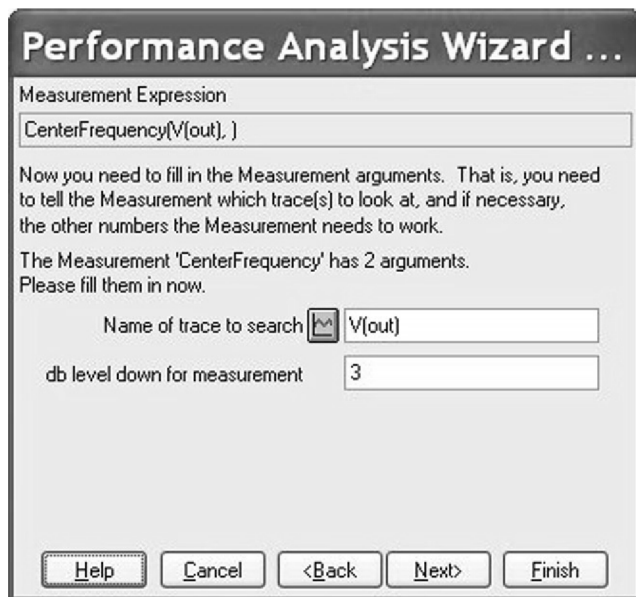 Performance Analysis Wizard ...
Measurement Expression
CenterFrequency(V(out), )
Now you need to fill in the Measurement arguments. That is, you need
to tell the Measurement which trace(s) to look at, and if necessary,
the other numbers the Measurement needs to work.
The Measurement 'CenterFrequency' has 2 arguments.
Please fill them in now.
Name of trace to search V(out)
db level down for measurement 3
Help Cancel <Back Next> Finish